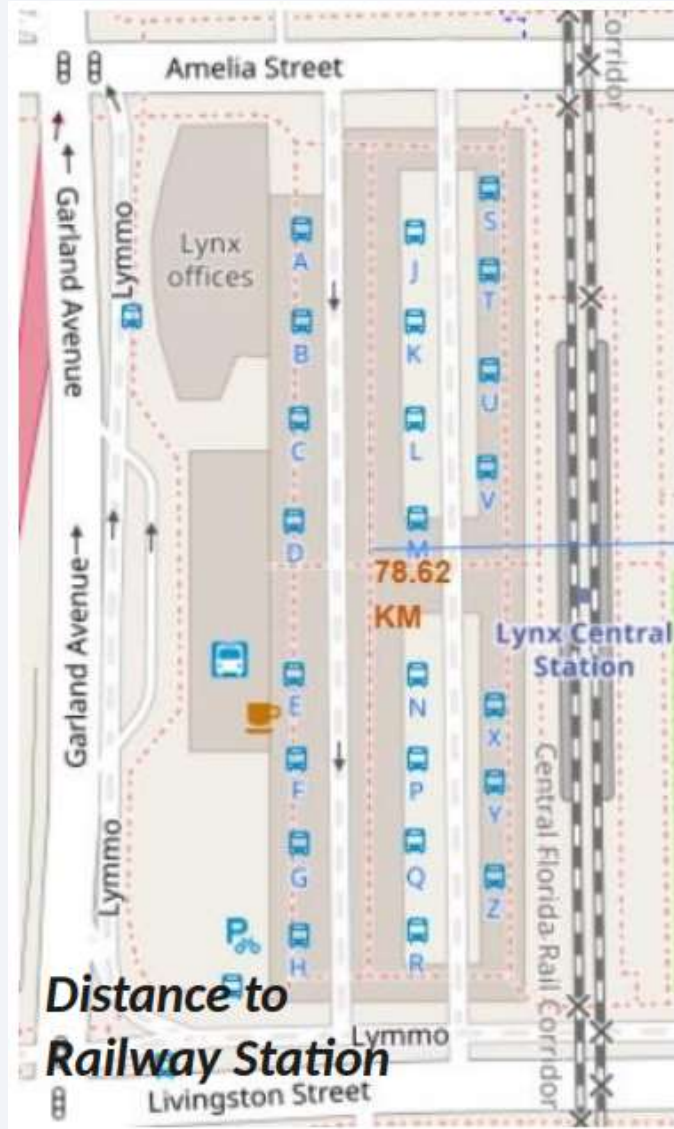 orridor
Amelia Street
Garland Avenue
Lymmo
Lynx
offices
A
J
S
T
B
K
U
C
L
V
D
M
78.62
KM
Garland Avenue
Lynx Central
Station
E
N
X
F
P
Y
G
Q
Z
Central Florida Rail Corridor
Lymmo
P
H
R
Distance to
Railway Station
Lymmo
Livingston Street